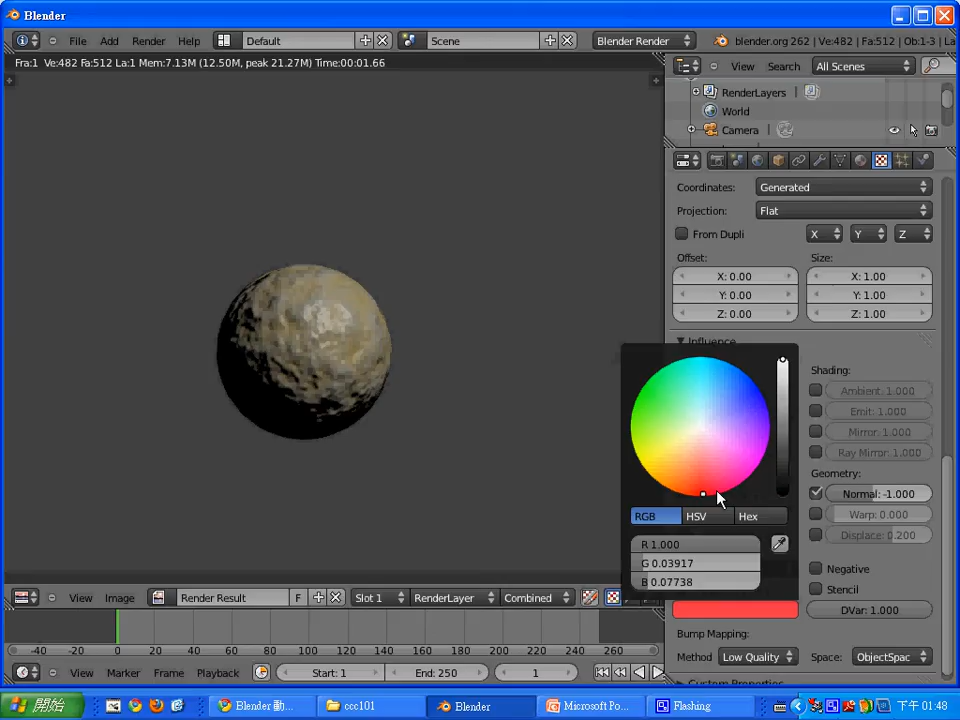 Blender
File Add Render Help Default Scene Blender Render blender.org 262 | Ve:482 Fa:512 | Ob:1-3 | La
Fra:1 Ve:482 Fa:512 La:1 Mem:7.13M (12.50M, peak 21.27M) Time:00:01.66
View Search All Scenes
RenderLayers
World
Camera
Coordinates: Generated
Projection: Flat
From Dupli X Y Z
Offset: Size:
X: 0.00 X: 1.00
Y: 0.00 Y: 1.00
Z: 0.00 Z: 1.00
Influence
Shading:
Ambient: 1.000
Emit: 1.000
Mirror: 1.000
Ray Mirror: 1.000
Geometry:
Normal: -1.000
Warp: 0.000
Displace: 0.200
RGB HSV Hex
R 1.000
G 0.03917
B 0.07738
Negative
Stencil
DVar: 1.000
Bump Mapping:
Method Low Quality Space: ObjectSpac
Custom Properties
View Image Render Result F Slot 1 RenderLayer Combined
-40 -20 0 20 40 60 80 100 120 140 160 180 200 220 240 260
View Marker Frame Playback Start: 1 End: 250 1
開始 Blender 動... ccc101 Blender Microsoft Po... Flashing 下午 01:48